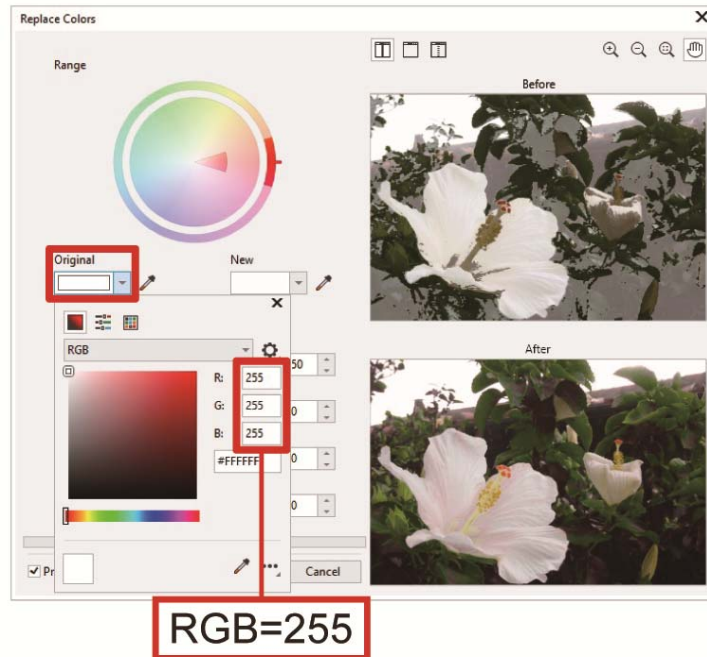 Replace Colors
Range
Before
Original
New
RGB
R: 255
G: 255
B: 255
#FFFFFF
50
0
0
0
After
Pr
Cancel
RGB=255